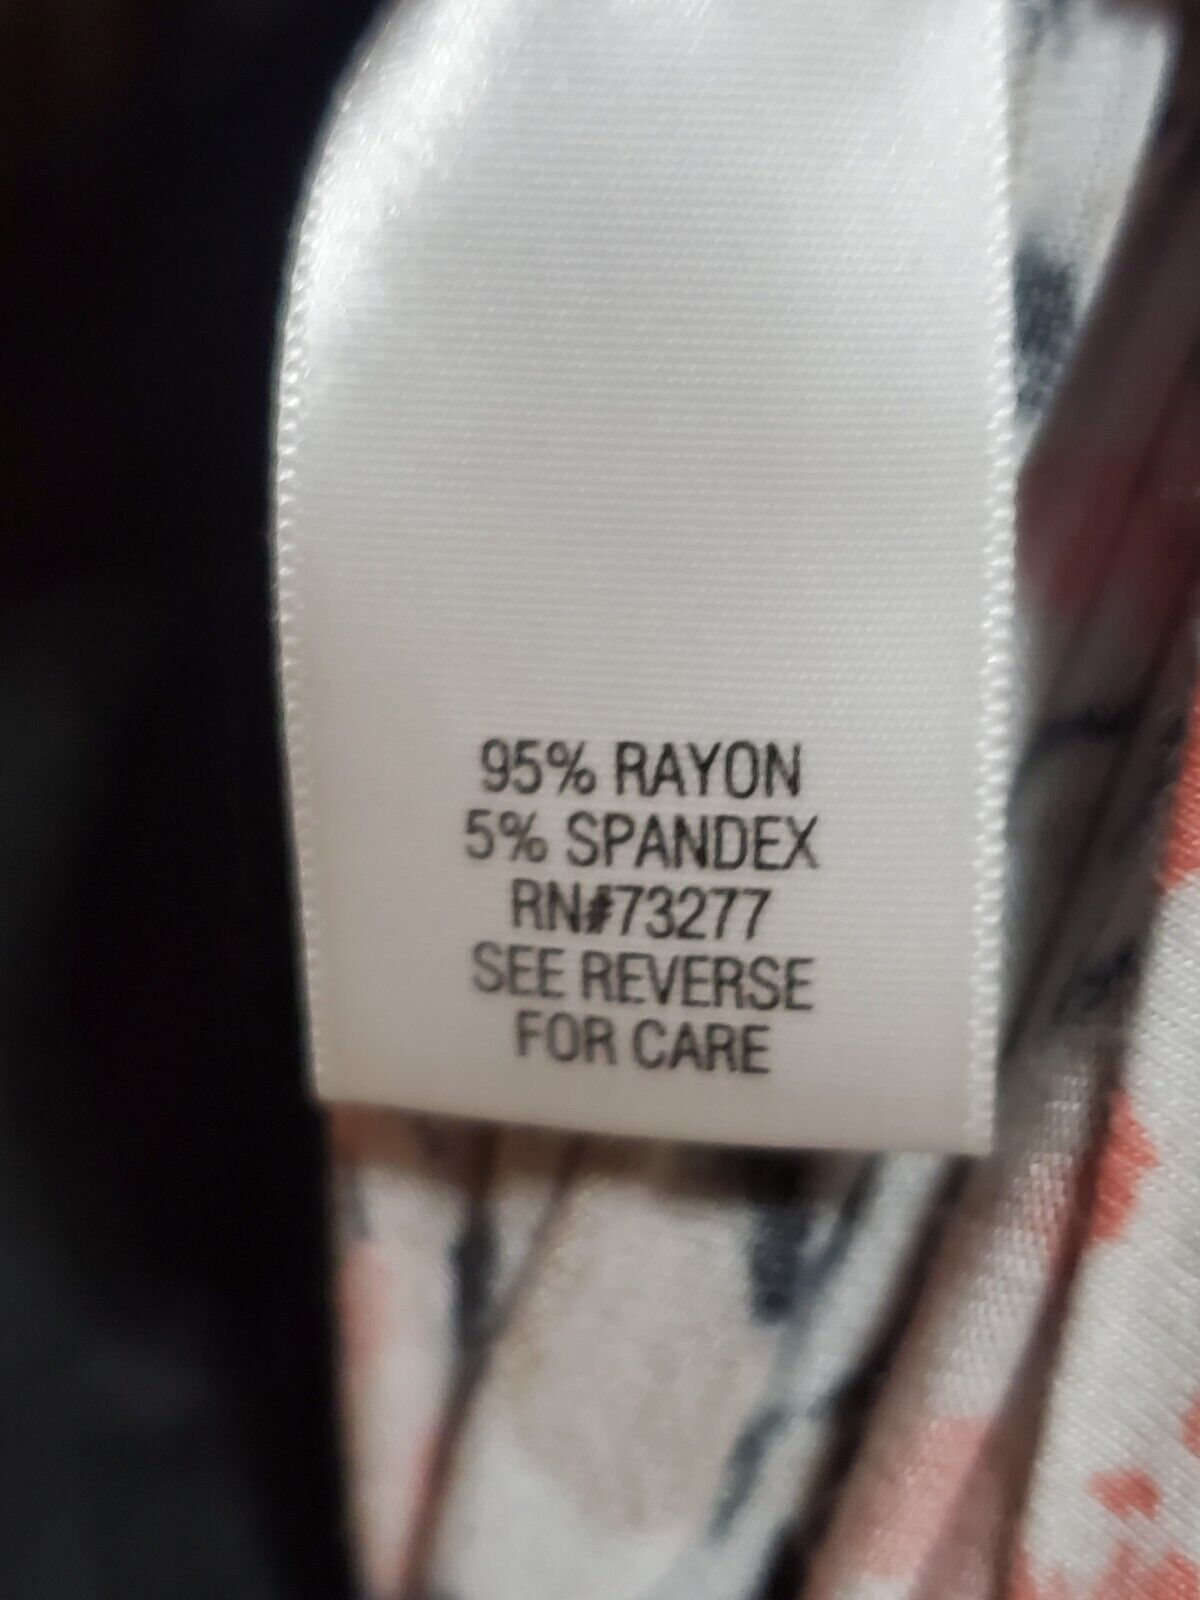 95% RAYON
5% SPANDEX
RN#73277
SEE REVERSE
FOR CARE